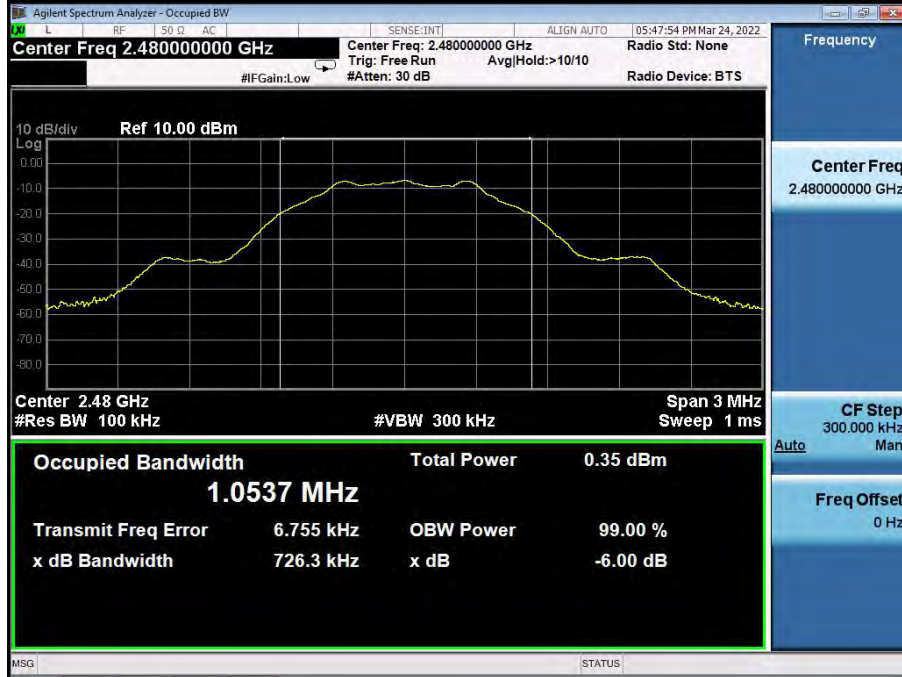 Agilent Spectrum Analyzer - Occupied BW
LXI L RF 50 Ω AC SENSE:INT ALIGN AUTO 05:47:54 PM Mar 24, 2022
Center Freq 2.480000000 GHz
Center Freq: 2.480000000 GHz Radio Std: None
Trig: Free Run Avg|Hold:>10/10
#IFGain:Low #Atten: 30 dB Radio Device: BTS
10 dB/div Ref 10.00 dBm
Log
0.00
-10.0
-20.0
-30.0
-40.0
-50.0
-60.0
-70.0
-80.0
Center 2.48 GHz Span 3 MHz
#Res BW 100 kHz #VBW 300 kHz Sweep 1 ms
Occupied Bandwidth Total Power 0.35 dBm
1.0537 MHz
Transmit Freq Error 6.755 kHz OBW Power 99.00 %
x dB Bandwidth 726.3 kHz x dB -6.00 dB
MSG STATUS
Frequency
Center Freq
2.480000000 GHz
CF Step
300.000 kHz
Auto Man
Freq Offset
0 Hz